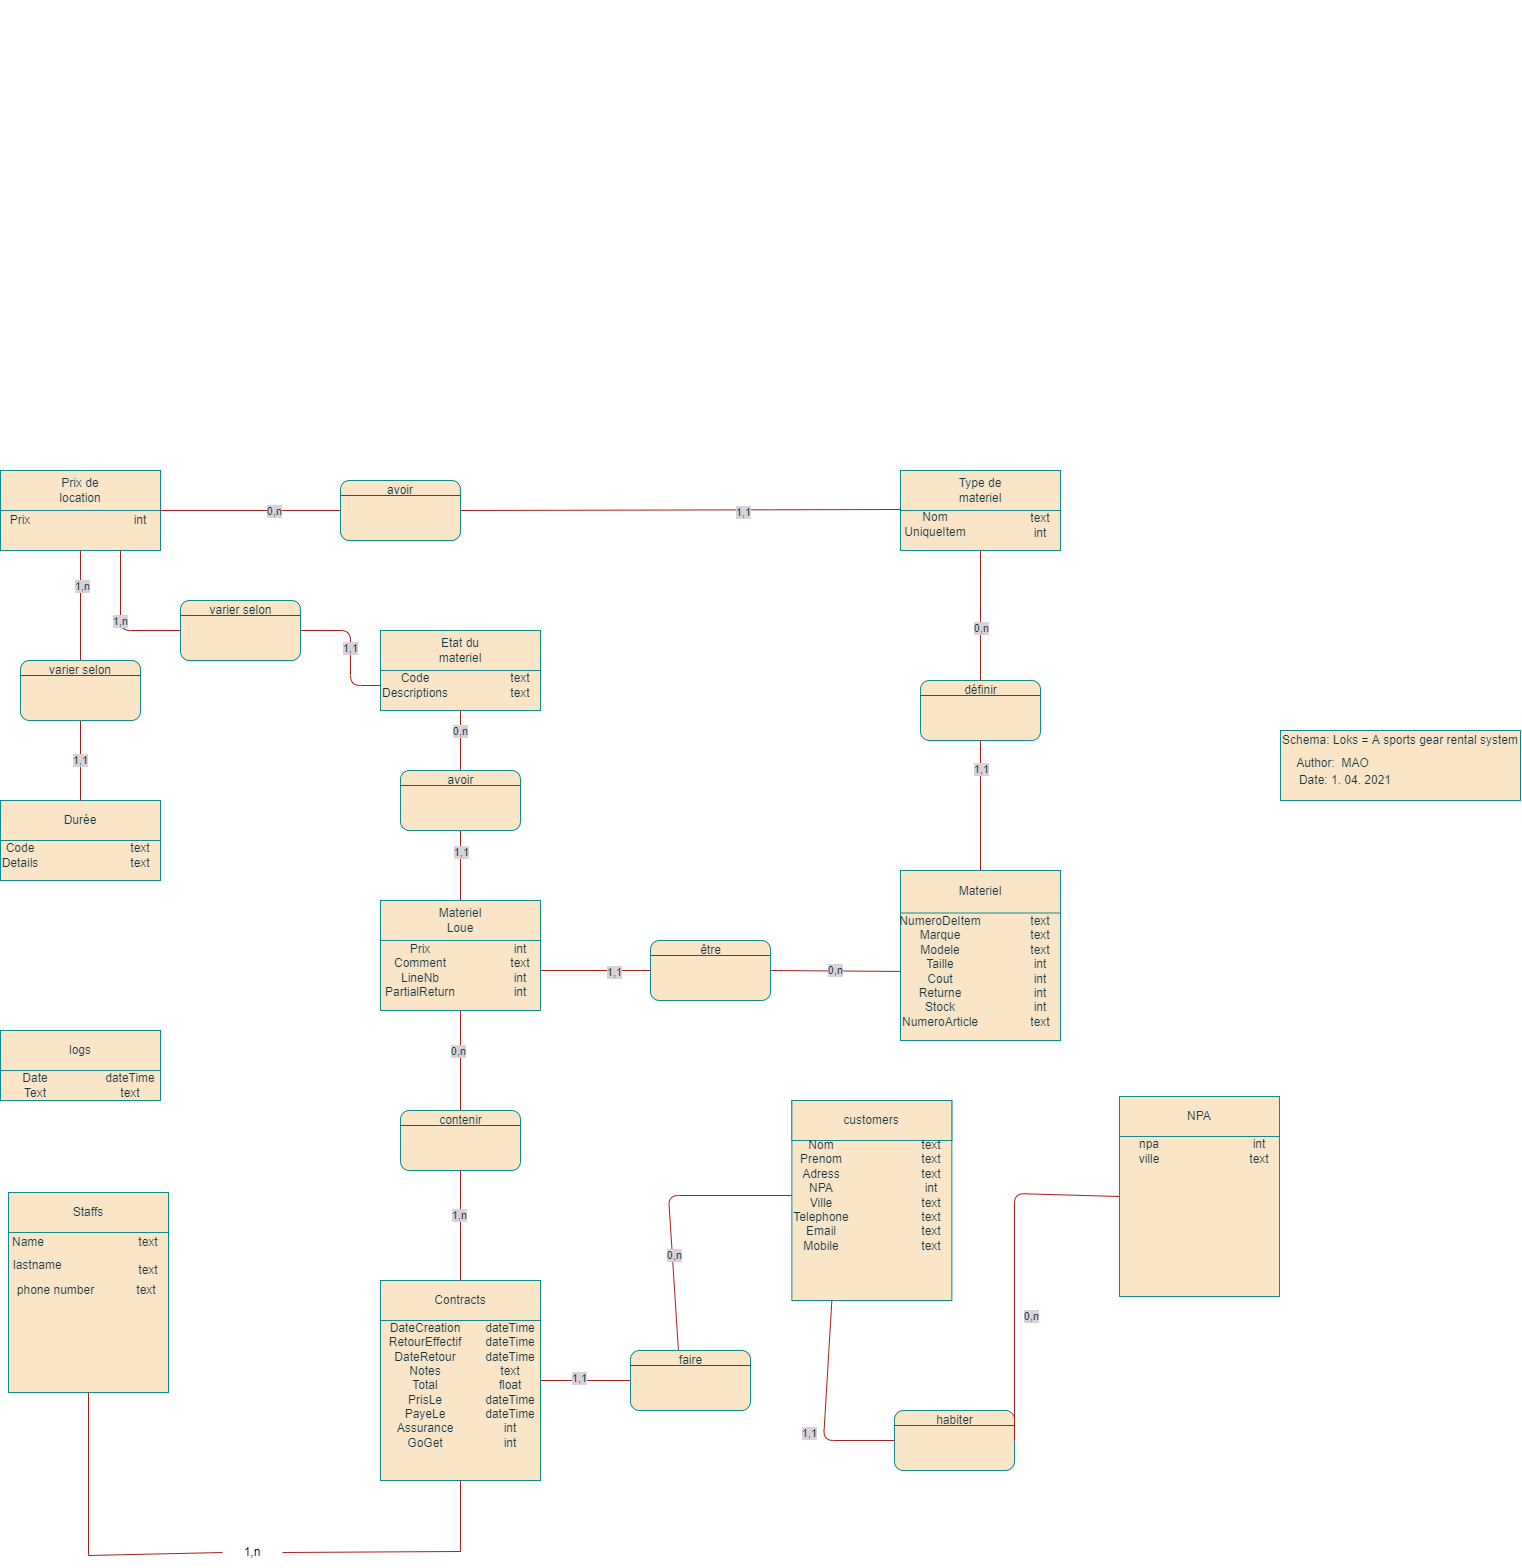 Prix de
location
Prix int
0,n
avoir
1,1
Type de
materiel
Nom text
UniqueItem int
1,n
1,n
varier selon
1,1
varier selon
1,1
Etat du
materiel
Code text
Descriptions text
0,n
définir
1,1
0,n
avoir
1,1
Schema: Loks = A sports gear rental system
Author: MAO
Date: 1. 04. 2021
Durée
Code text
Details text
Materiel
Loue
Prix int
Comment text
LineNb int
PartialReturn int
1,1
être
0,n
Materiel
NumeroDeItem text
Marque text
Modele text
Taille int
Cout int
Returne int
Stock int
NumeroArticle text
logs
Date dateTime
Text text
0,n
contenir
1,n
customers
Nom text
Prenom text
Adress text
NPA int
Ville text
Telephone text
Email text
Mobile text
NPA
npa int
ville text
Staffs
Name text
lastname text
phone number text
0,n
Contracts
DateCreation dateTime
RetourEffectif dateTime
DateRetour dateTime
Notes text
Total float
PrisLe dateTime
PayeLe dateTime
Assurance int
GoGet int
1,1
faire
0,n
1,1
habiter
1,n